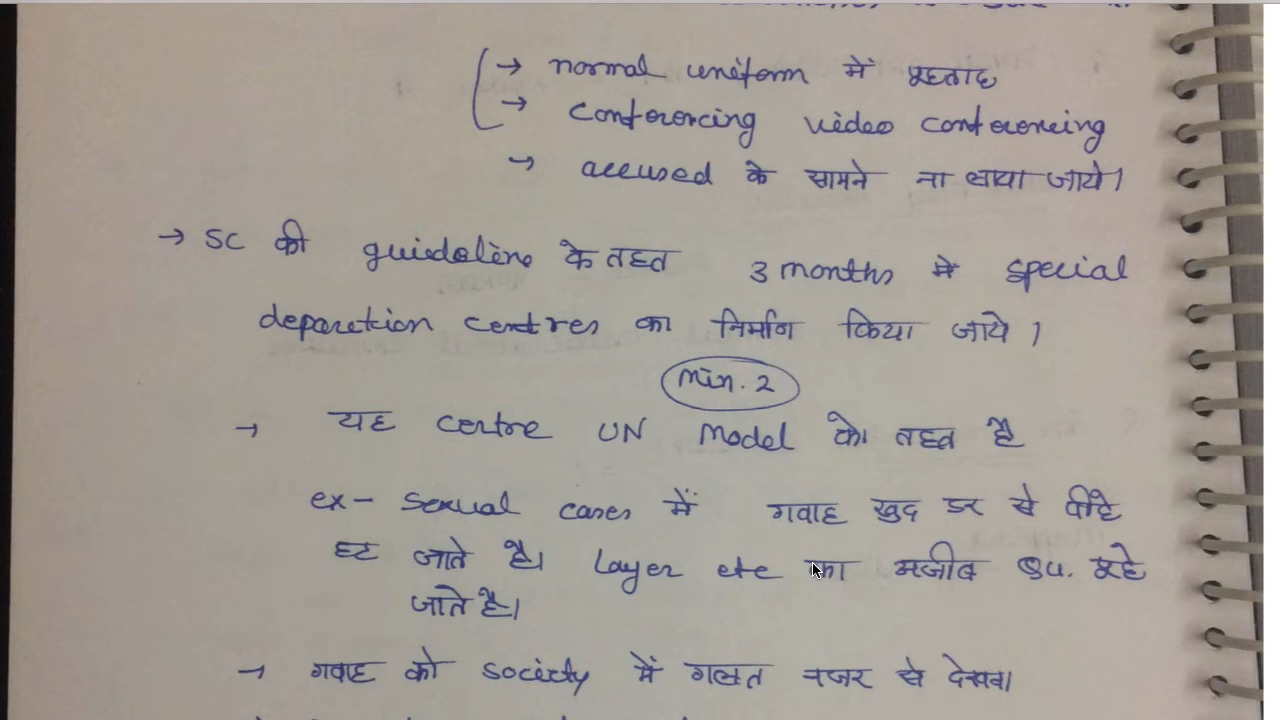 → normal uniform में रहताह
→ conferencing video conferencing
→ accused के सामने ना लाया जाये।
→ SC की guideline के तहत 3 months मे special
deparetion centres का निर्माण किया जाये।
min. 2
→ यह centre UN Model के तहत है
ex- sexual cases में गवाह खुद डर से पीछे
हट जाते है। Layer etc का अजीब qu. पूछे
जाते है।
→ गवाह को society में गलत नजर से देखना